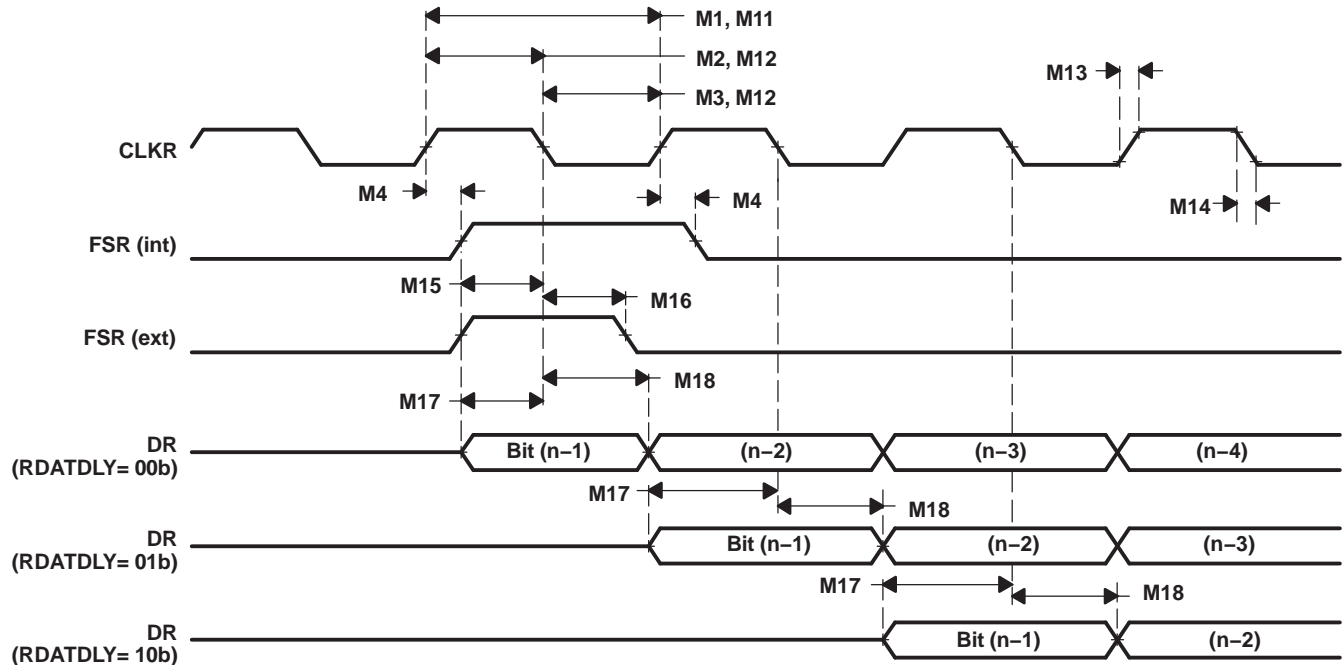 M1, M11
M2, M12
M13
M3, M12
CLKR
M4
M4
M14
FSR (int)
M15
M16
FSR (ext)
M18
M17
DR
(RDATDLY= 00b)
Bit (n−1)
(n−2)
(n−3)
(n−4)
M17
M18
DR
(RDATDLY= 01b)
Bit (n−1)
(n−2)
(n−3)
M17
M18
DR
(RDATDLY= 10b)
Bit (n−1)
(n−2)